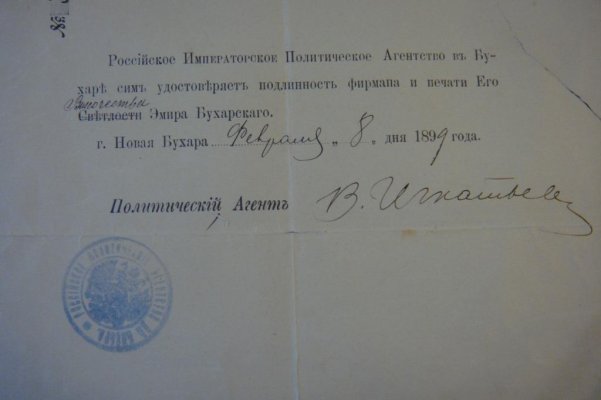 №
Россійское Императорское Политическое Агентство въ Бу-
харѣ симъ удостовѣряетъ подлинность фирмана и печати Его
Высочества
Свѣтлости Эмира Бухарскаго.
г. Новая Бухара Февраля „ 8 „ дня 1899 года.
Политическій Агентъ В. Игнатьевъ